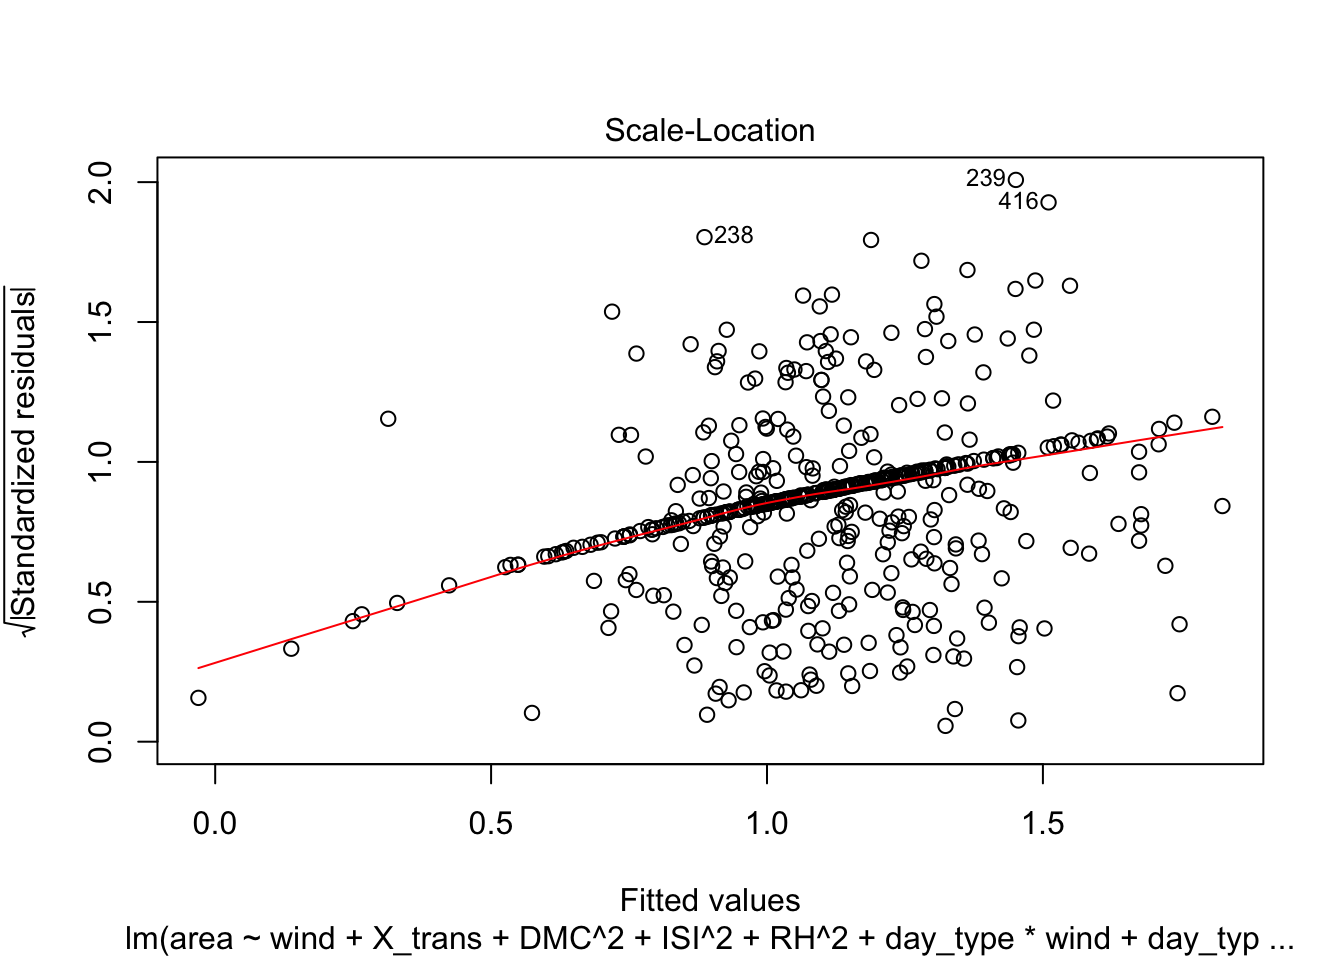 Scale-Location
√|Standardized residuals|
2.0
1.5
1.0
0.5
0.0
239
416
238
0.0 0.5 1.0 1.5
Fitted values
lm(area ~ wind + X_trans + DMC^2 + ISI^2 + RH^2 + day_type * wind + day_typ ...